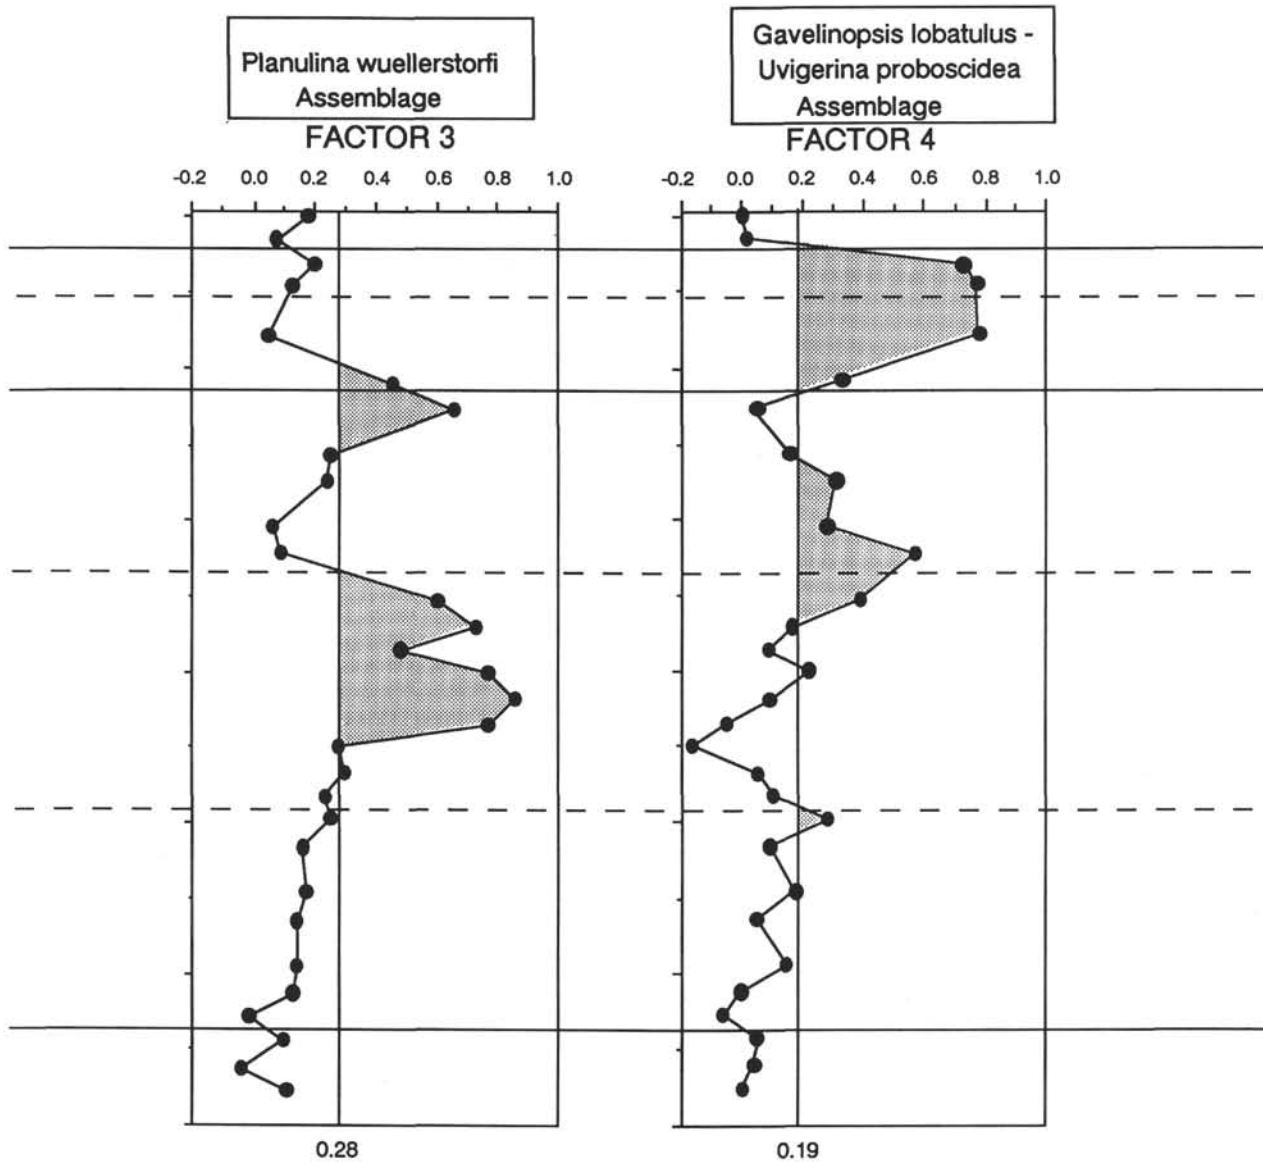 Planulina wuellerstorfi
Assemblage
FACTOR 3
-0.2 0.0 0.2 0.4 0.6 0.8 1.0
0.28
Gavelinopsis lobatulus -
Uvigerina proboscidea
Assemblage
FACTOR 4
-0.2 0.0 0.2 0.4 0.6 0.8 1.0
0.19